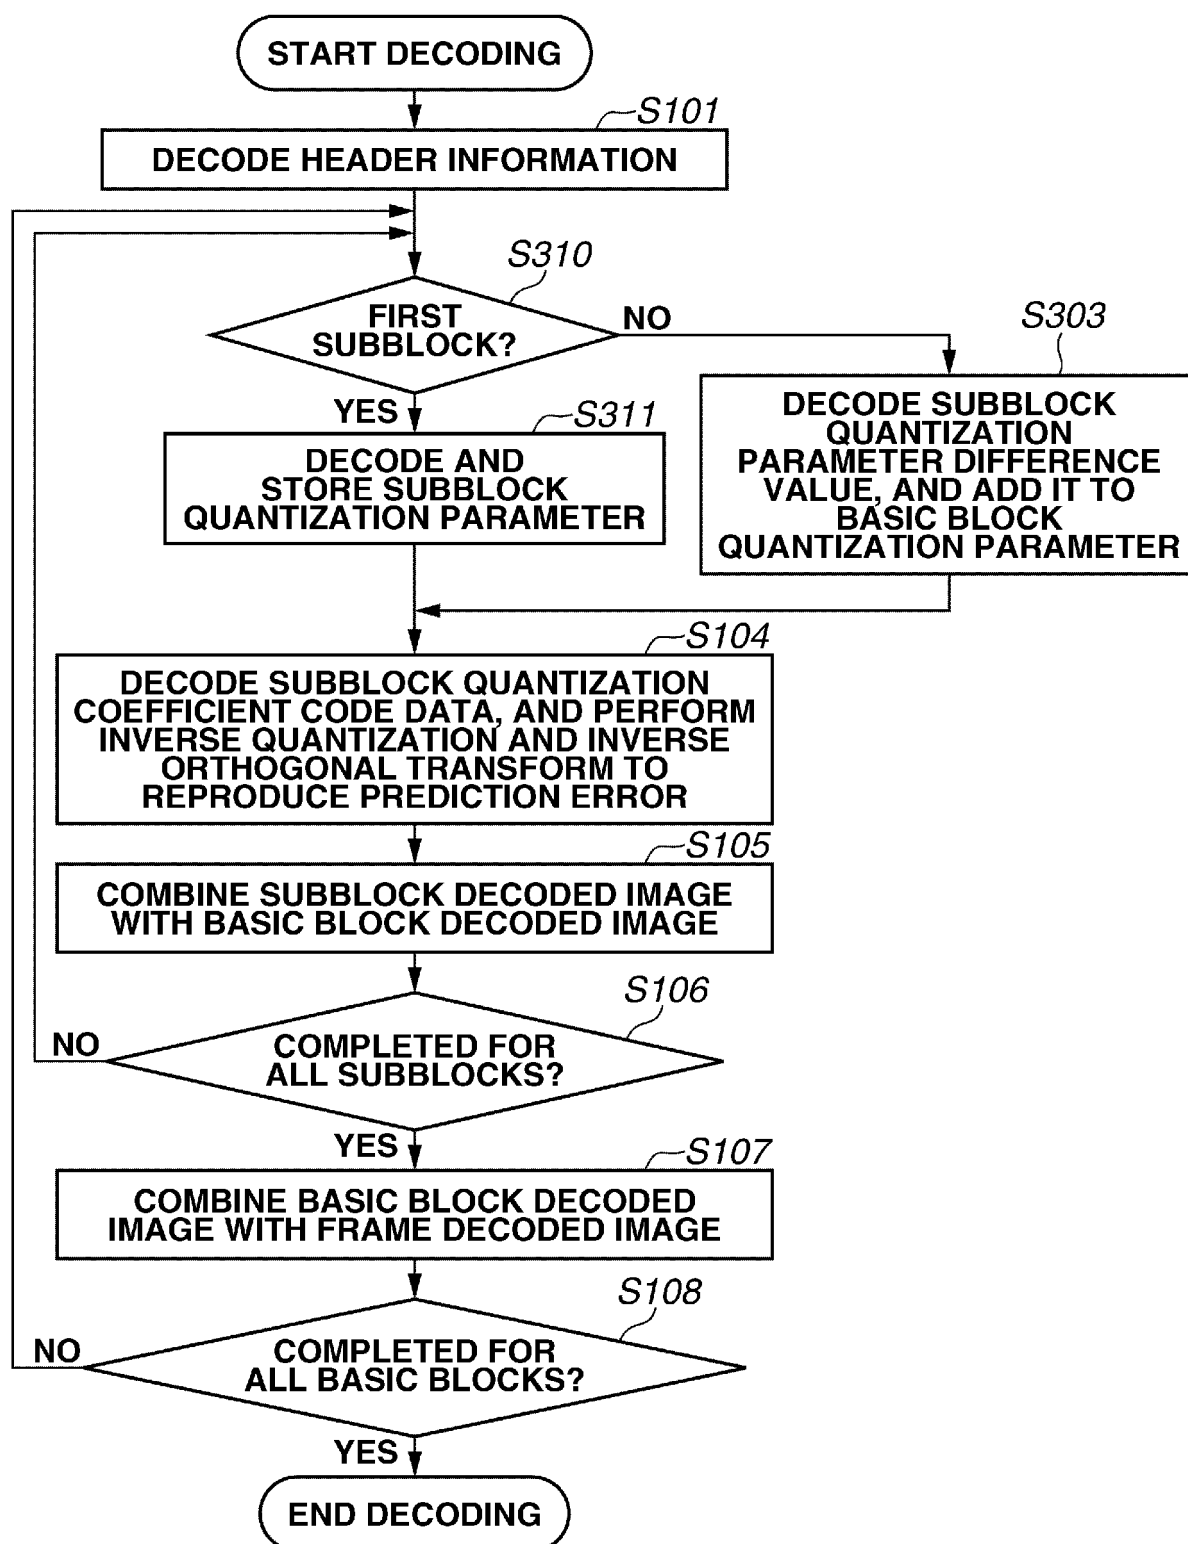 START DECODING
S101
DECODE HEADER INFORMATION
S310
FIRST
SUBBLOCK?
NO
S303
DECODE SUBBLOCK
QUANTIZATION
PARAMETER DIFFERENCE
VALUE, AND ADD IT TO
BASIC BLOCK
QUANTIZATION PARAMETER
YES
S311
DECODE AND
STORE SUBBLOCK
QUANTIZATION PARAMETER
S104
DECODE SUBBLOCK QUANTIZATION
COEFFICIENT CODE DATA, AND PERFORM
INVERSE QUANTIZATION AND INVERSE
ORTHOGONAL TRANSFORM TO
REPRODUCE PREDICTION ERROR
S105
COMBINE SUBBLOCK DECODED IMAGE
WITH BASIC BLOCK DECODED IMAGE
S106
NO
COMPLETED FOR
ALL SUBBLOCKS?
YES
S107
COMBINE BASIC BLOCK DECODED
IMAGE WITH FRAME DECODED IMAGE
S108
NO
COMPLETED FOR
ALL BASIC BLOCKS?
YES
END DECODING